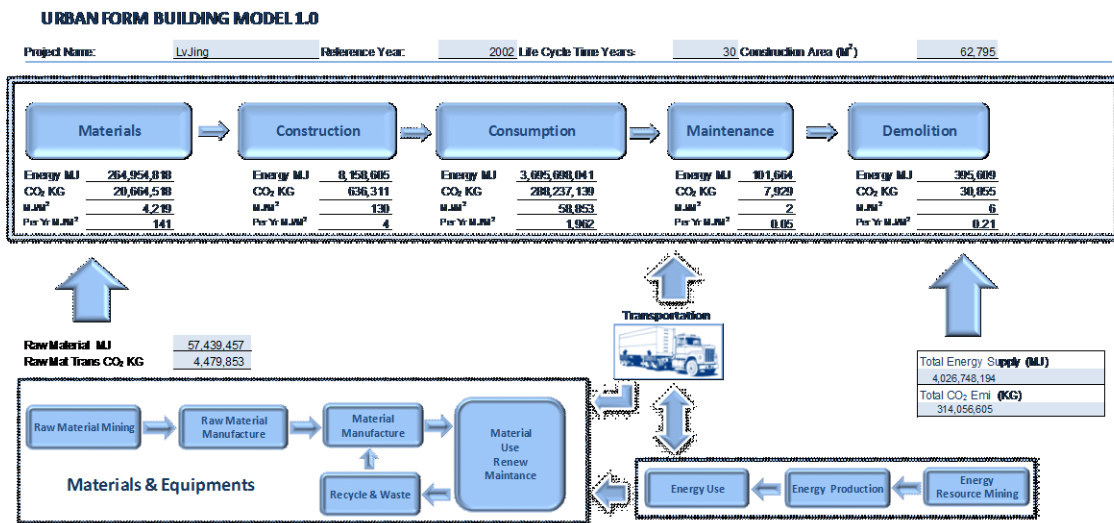 URBAN FORM BUILDING MODEL 1.0
Project Name: LvJing Reference Year: 2002 Life Cycle Time Years: 30 Construction Area (M²) 62,795
Materials Construction Consumption Maintenance Demolition
Energy MJ 264,954,818 Energy MJ 8,158,605 Energy MJ 3,695,698,041 Energy MJ 101,664 Energy MJ 395,609
CO₂ KG 20,664,518 CO₂ KG 636,311 CO₂ KG 288,237,139 CO₂ KG 7,929 CO₂ KG 30,855
MJ/M² 4,219 MJ/M² 130 MJ/M² 58,853 MJ/M² 2 MJ/M² 6
Per Yr MJ/M² 141 Per Yr MJ/M² 4 Per Yr MJ/M² 1,962 Per Yr MJ/M² 0.05 Per Yr MJ/M² 0.21
Transportation
Raw Material MJ 57,439,457
Raw Mat Trans CO₂ KG 4,479,853
Total Energy Supply (MJ)
4,026,748,194
Total CO₂ Emi (KG)
314,056,605
Raw Material Mining
Raw Material
Manufacture
Material
Manufacture
Material
Use
Renew
Maintance
Recycle & Waste
Materials & Equipments
Energy Use
Energy Production
Energy
Resource Mining